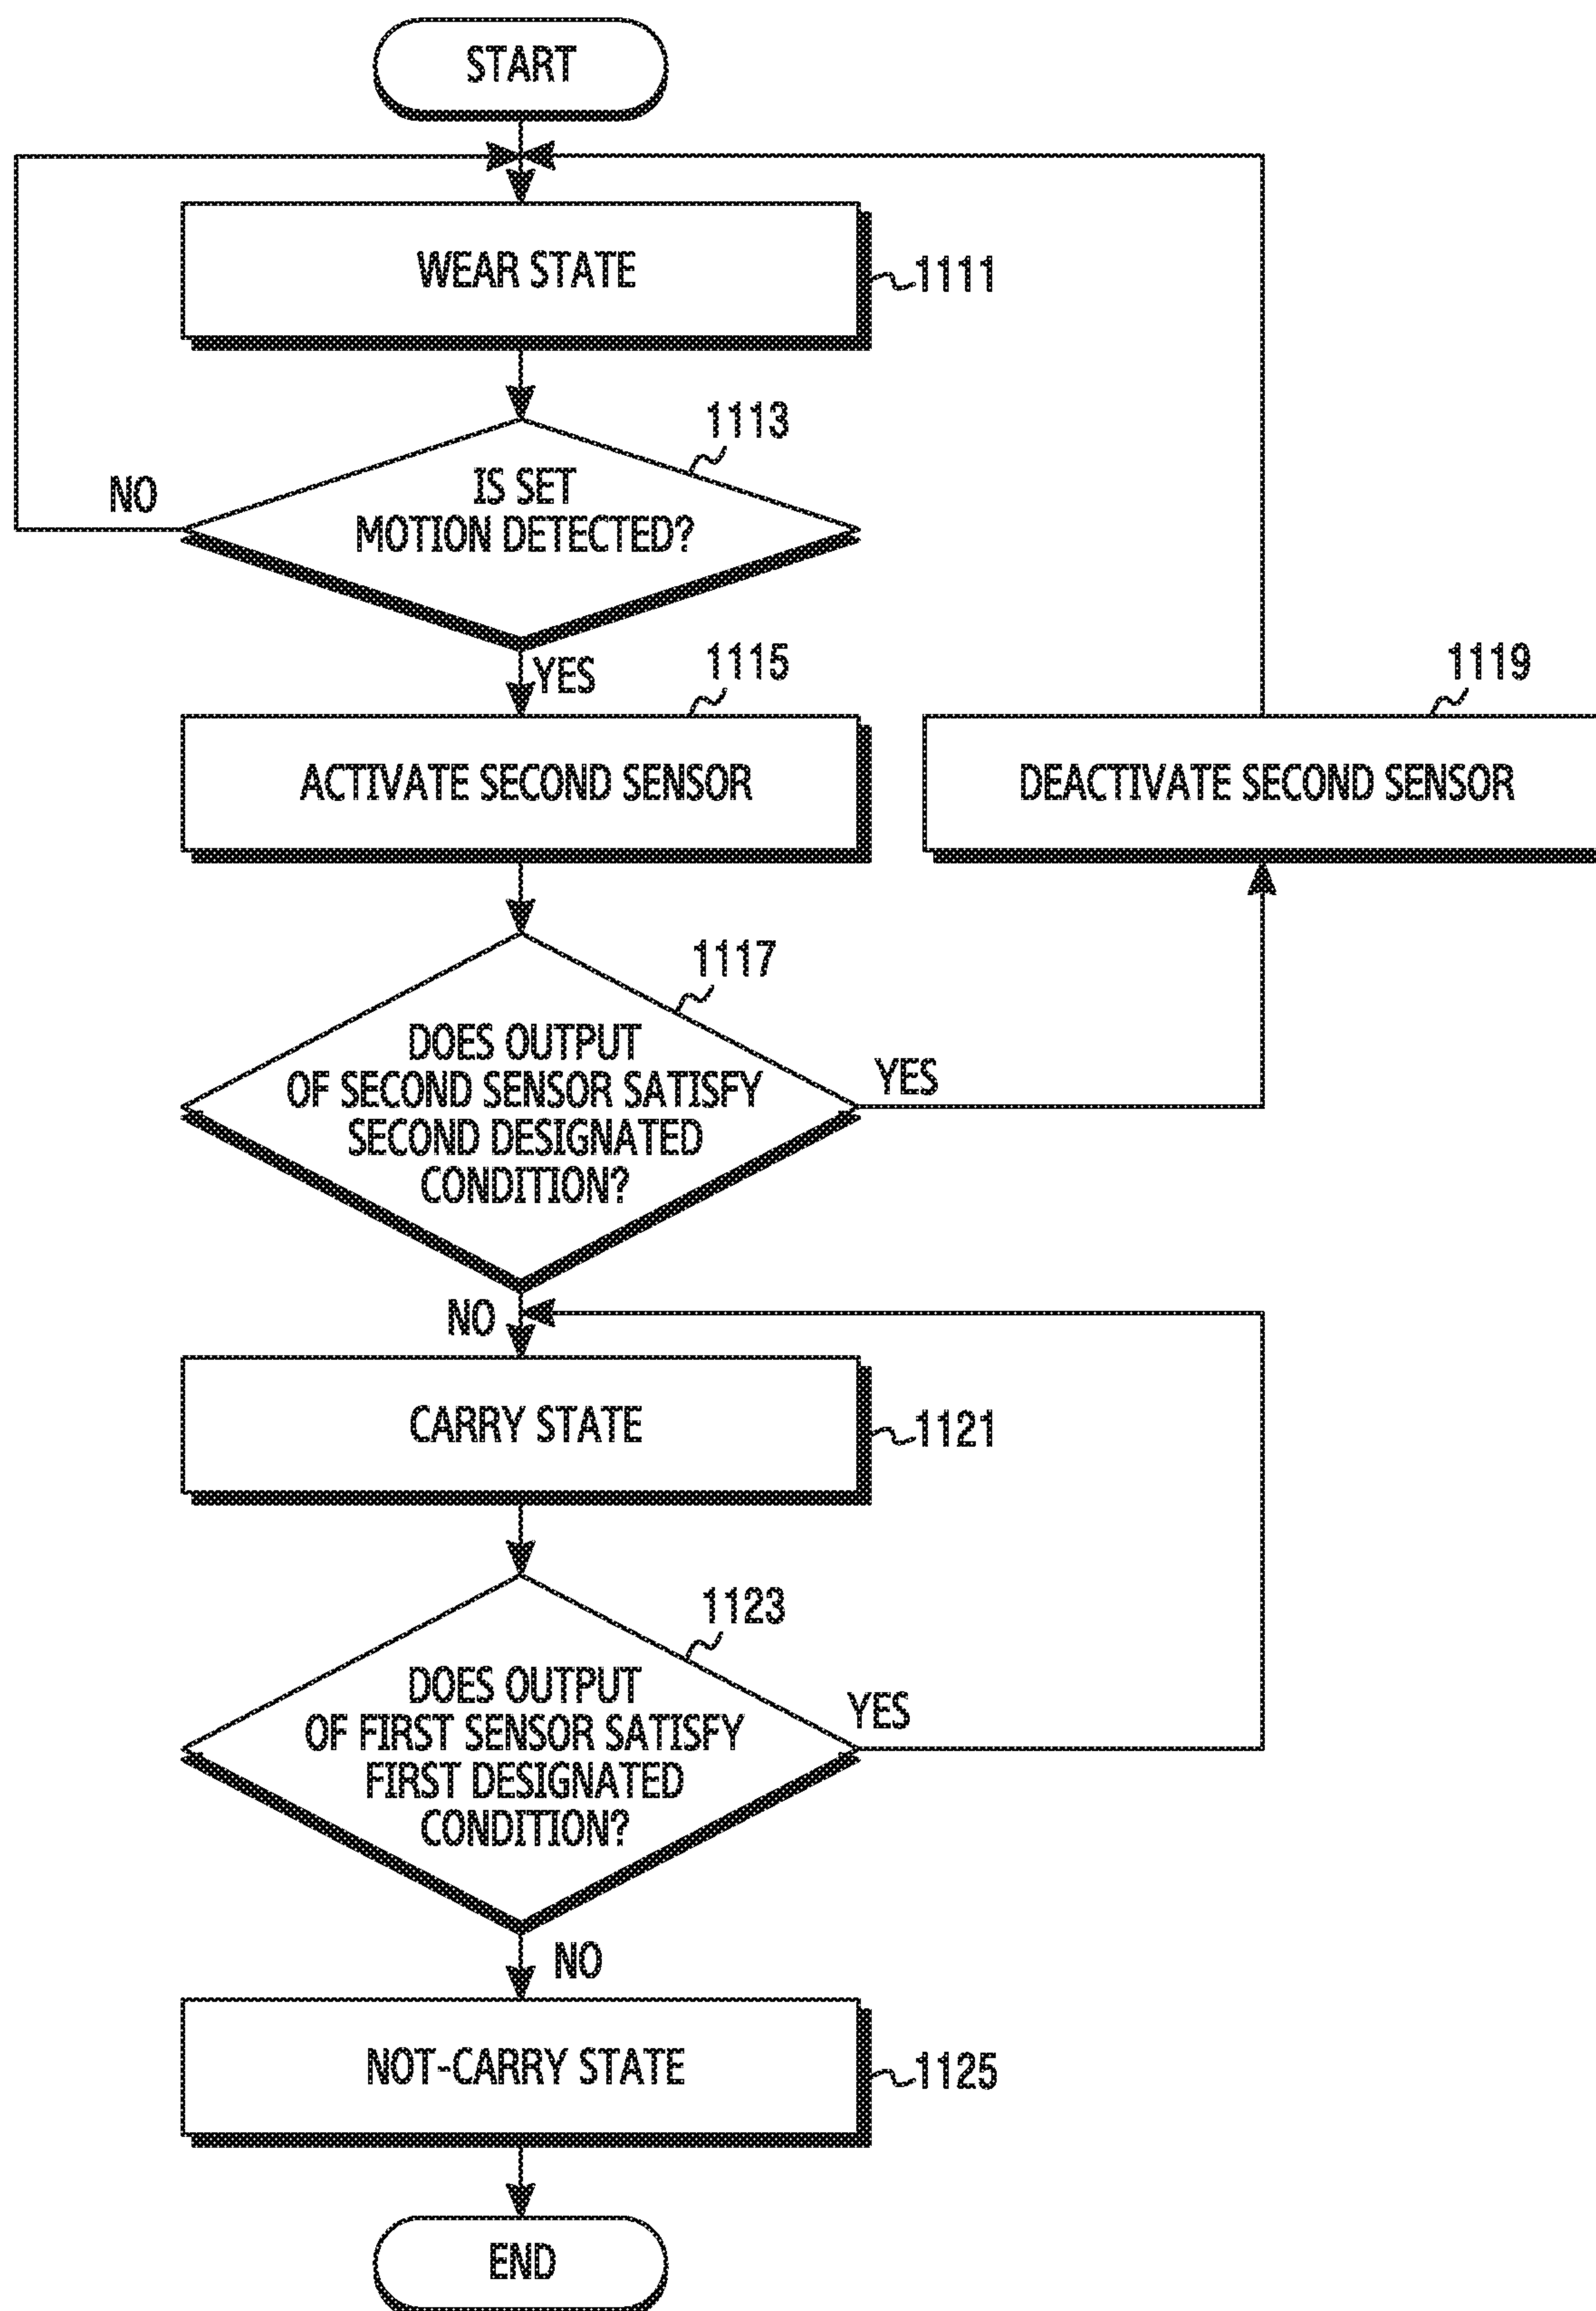 START
WEAR STATE
1111
1113
IS SET
MOTION DETECTED?
NO
YES
1115
1119
ACTIVATE SECOND SENSOR
DEACTIVATE SECOND SENSOR
1117
DOES OUTPUT
OF SECOND SENSOR SATISFY
SECOND DESIGNATED
CONDITION?
YES
NO
CARRY STATE
1121
1123
DOES OUTPUT
OF FIRST SENSOR SATISFY
FIRST DESIGNATED
CONDITION?
YES
NO
NOT-CARRY STATE
1125
END